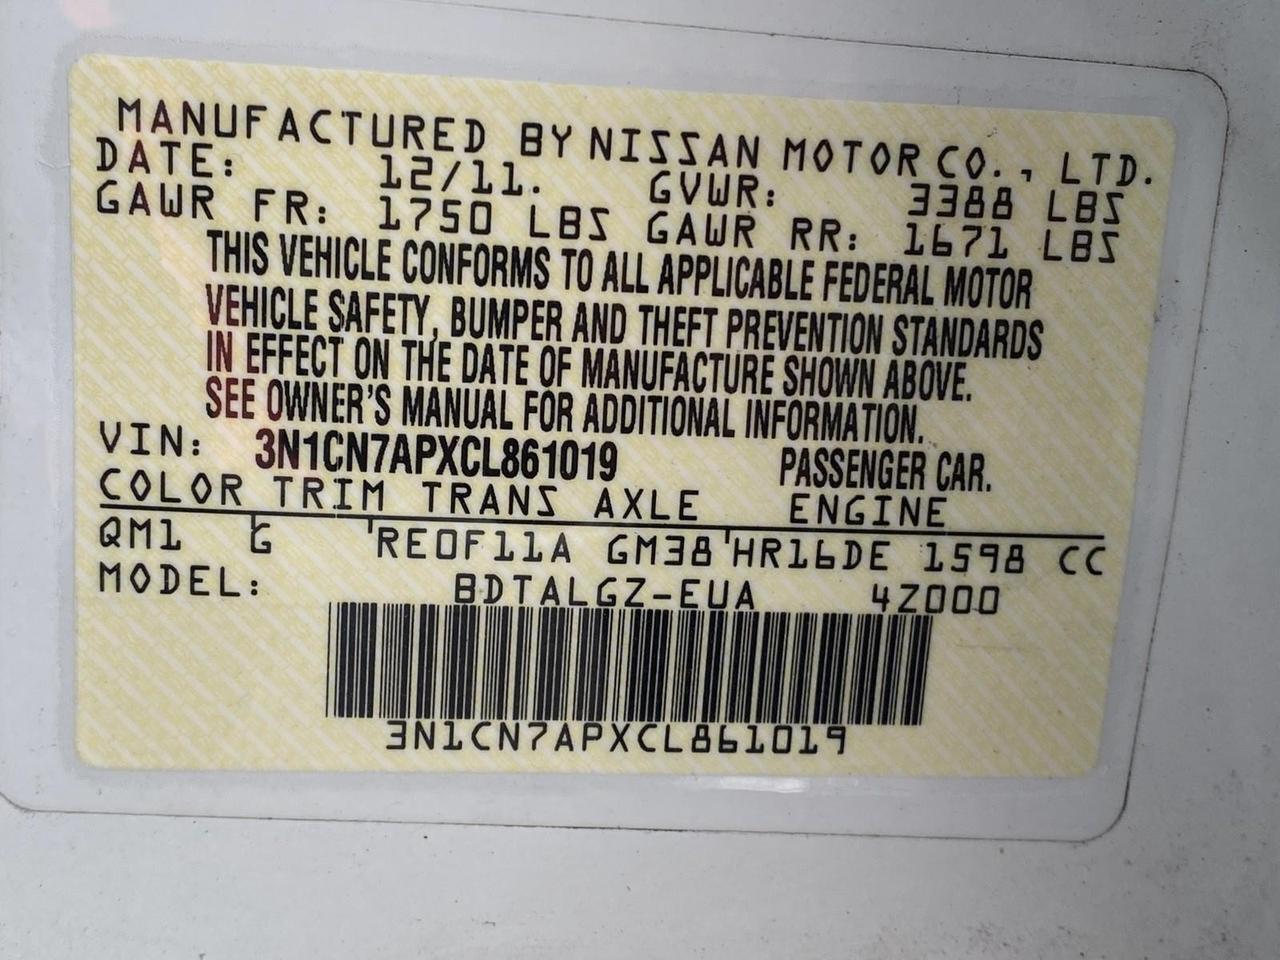 MANUFACTURED BY NISSAN MOTOR CO., LTD.
DATE: 12/11. GVWR: 3388 LBS
GAWR FR: 1750 LBS GAWR RR: 1671 LBS
THIS VEHICLE CONFORMS TO ALL APPLICABLE FEDERAL MOTOR
VEHICLE SAFETY, BUMPER AND THEFT PREVENTION STANDARDS
IN EFFECT ON THE DATE OF MANUFACTURE SHOWN ABOVE.
SEE OWNER'S MANUAL FOR ADDITIONAL INFORMATION.
VIN: 3N1CN7APXCL861019 PASSENGER CAR.
COLOR TRIM TRANS AXLE ENGINE
QM1 G RE0F11A GM38 HR16DE 1598 CC
MODEL: BDTALGZ-EUA 4Z000
3N1CN7APXCL861019